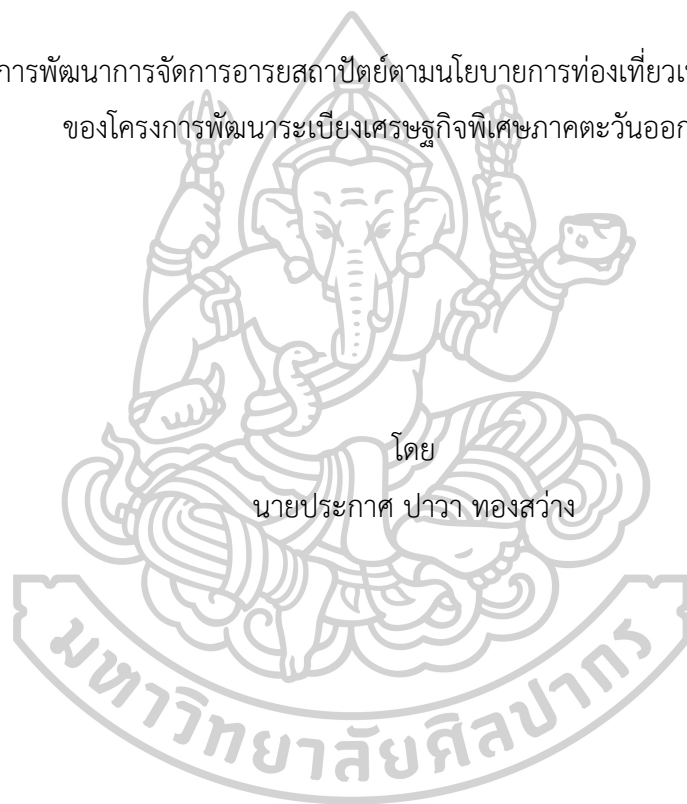 การพัฒนาการจัดการอารยสถาปัตย์ตามนโยบายการท่องเที่ยว
ของโครงการพัฒนาระเบียงเศรษฐกิจพิเศษภาคตะวันออก
โดย
นายประกาศ ปาวา ทองสว่าง
มหาวิทยาลัยศิลปากร